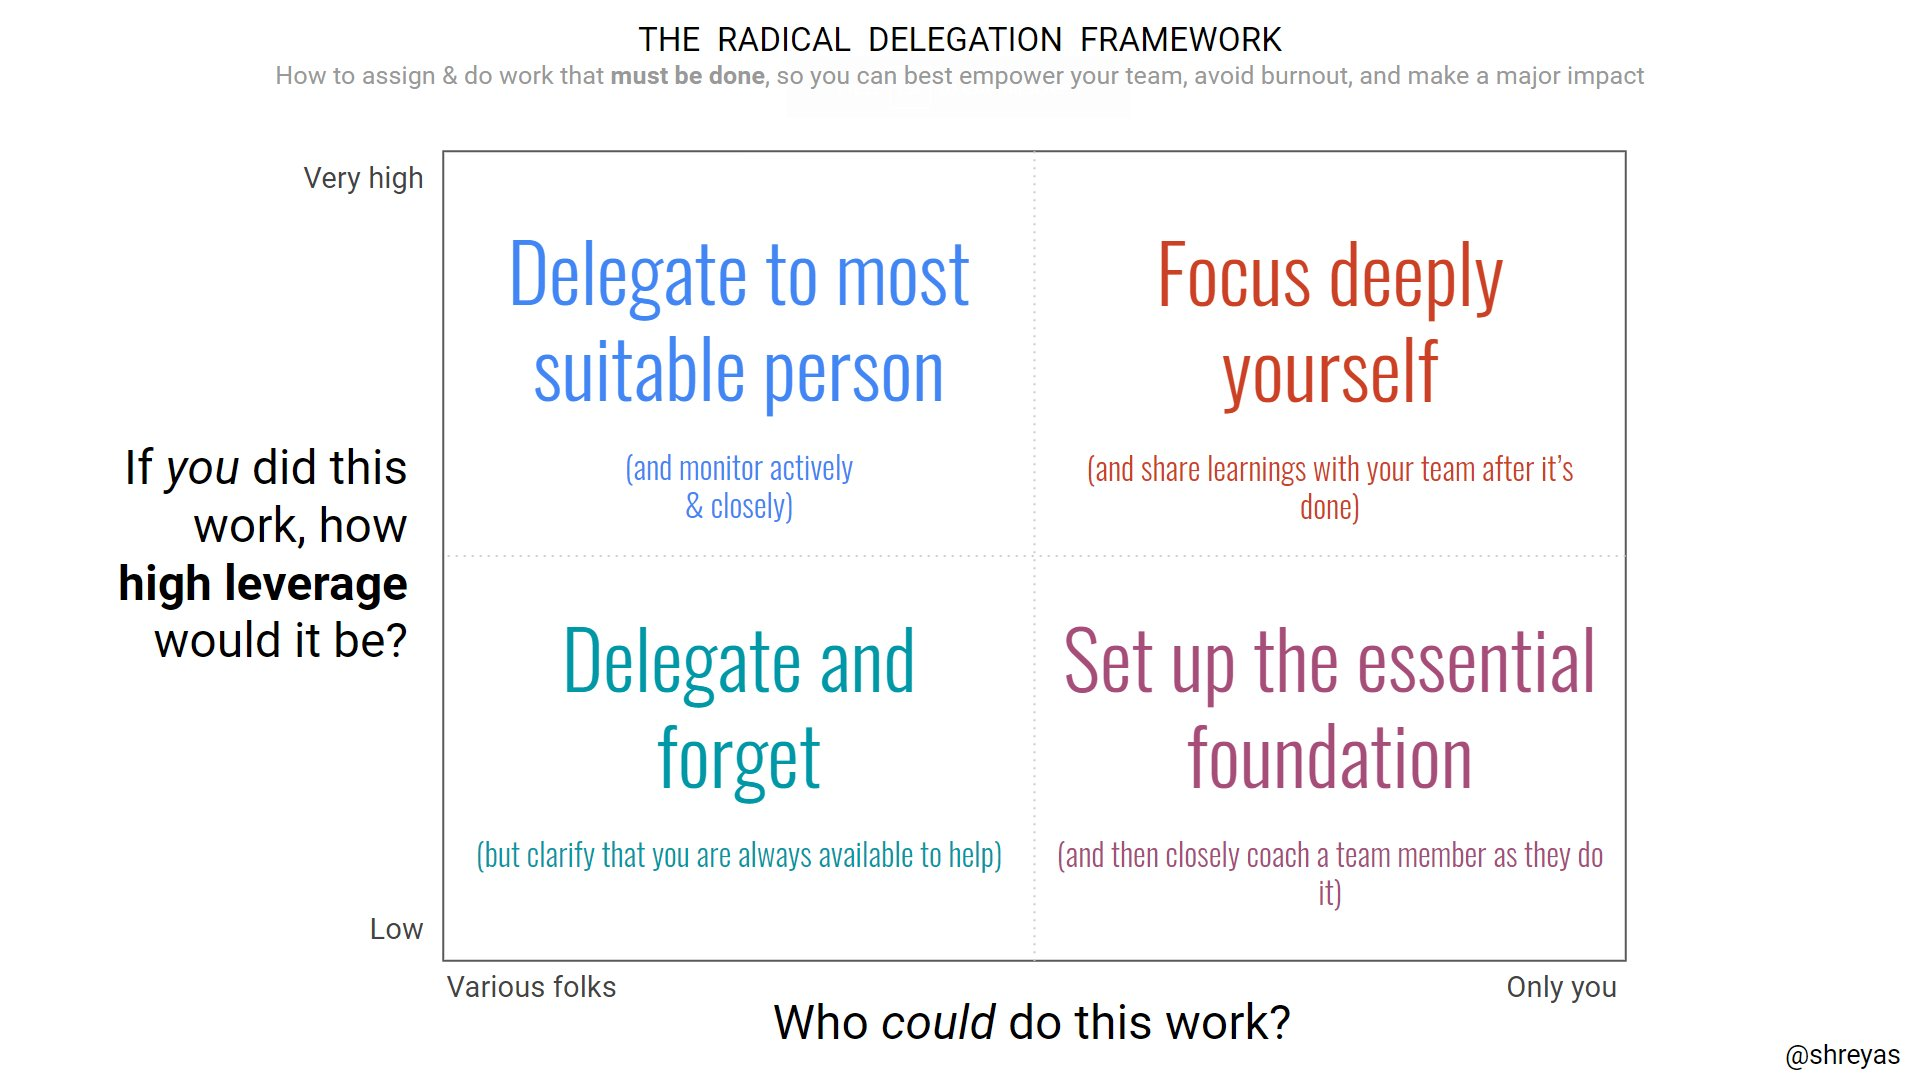 THE RADICAL DELEGATION FRAMEWORK
How to assign & do work that must be done, so you can best empower your team, avoid burnout, and make a major impact
Very high
Delegate to most
suitable person
(and monitor actively
& closely)
Focus deeply
yourself
(and share learnings with your team after it’s
done)
If you did this
work, how
high leverage
would it be?
Delegate and
forget
(but clarify that you are always available to help)
Set up the essential
foundation
(and then closely coach a team member as they do
it)
Low
Various folks
Only you
Who could do this work?
@shreyas